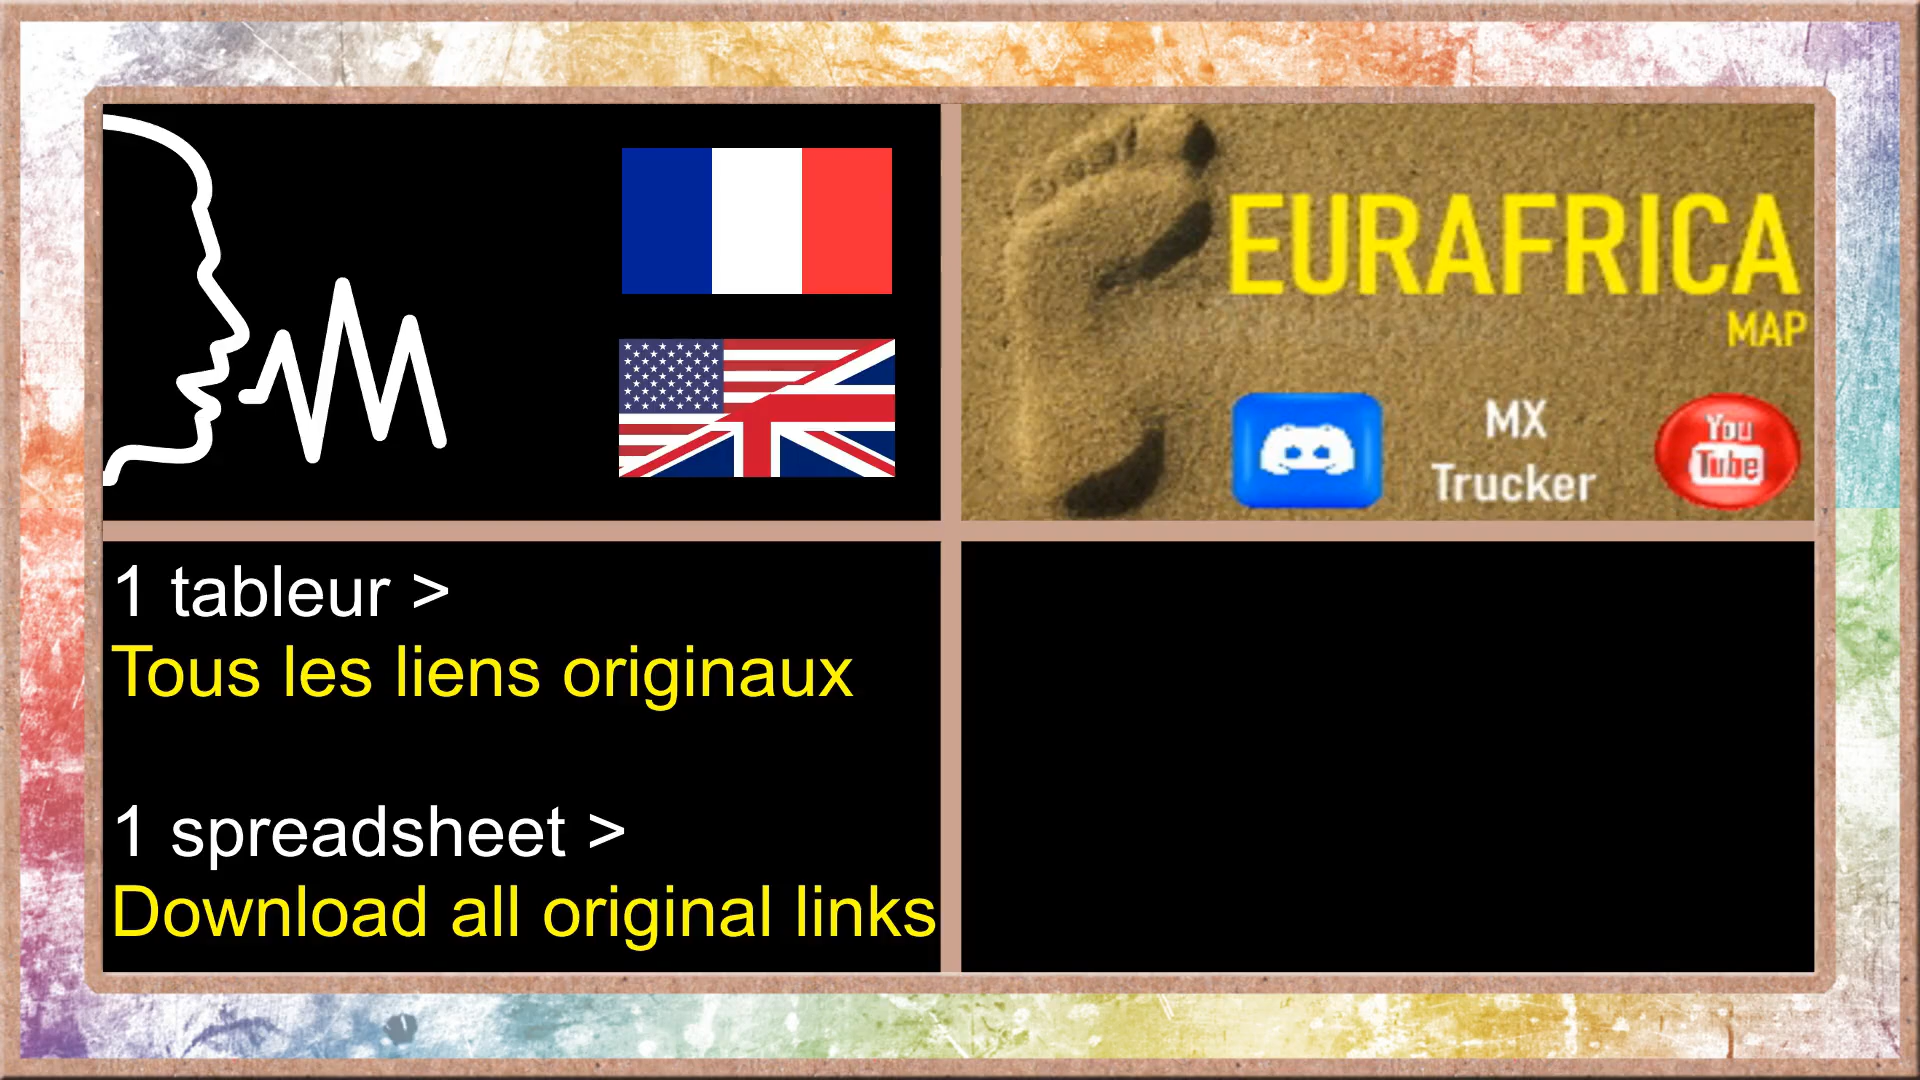 EURAFRICA
MAP
MX
Trucker
You
Tube
1 tableur >
Tous les liens originaux
1 spreadsheet >
Download all original links